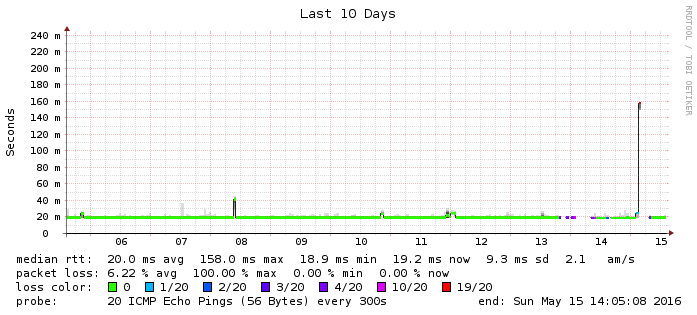 Last 10 Days
RRDTOOL / TOBI OETIKER
Seconds
240 m
220 m
200 m
180 m
160 m
140 m
120 m
100 m
80 m
60 m
40 m
20 m
0
06 07 08 09 10 11 12 13 14 15
median rtt: 20.0 ms avg 158.0 ms max 18.9 ms min 19.2 ms now 9.3 ms sd 2.1 am/s
packet loss: 6.22 % avg 100.00 % max 0.00 % min 0.00 % now
loss color: 0 1/20 2/20 3/20 4/20 10/20 19/20
probe: 20 ICMP Echo Pings (56 Bytes) every 300s end: Sun May 15 14:05:08 2016